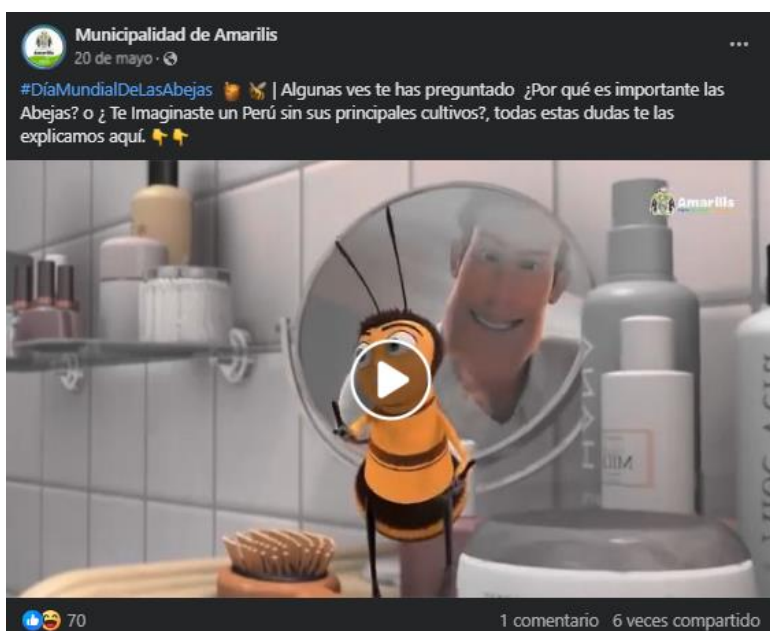 Municipalidad de Amarilis
20 de mayo
#DíaMundialDeLasAbejas | Algunas ves te has preguntado ¿Por qué es importante las
Abejas? o ¿ Te Imaginaste un Perú sin sus principales cultivos?, todas estas dudas te las
explicamos aquí.
Amarilis
70
1 comentario 6 veces compartido